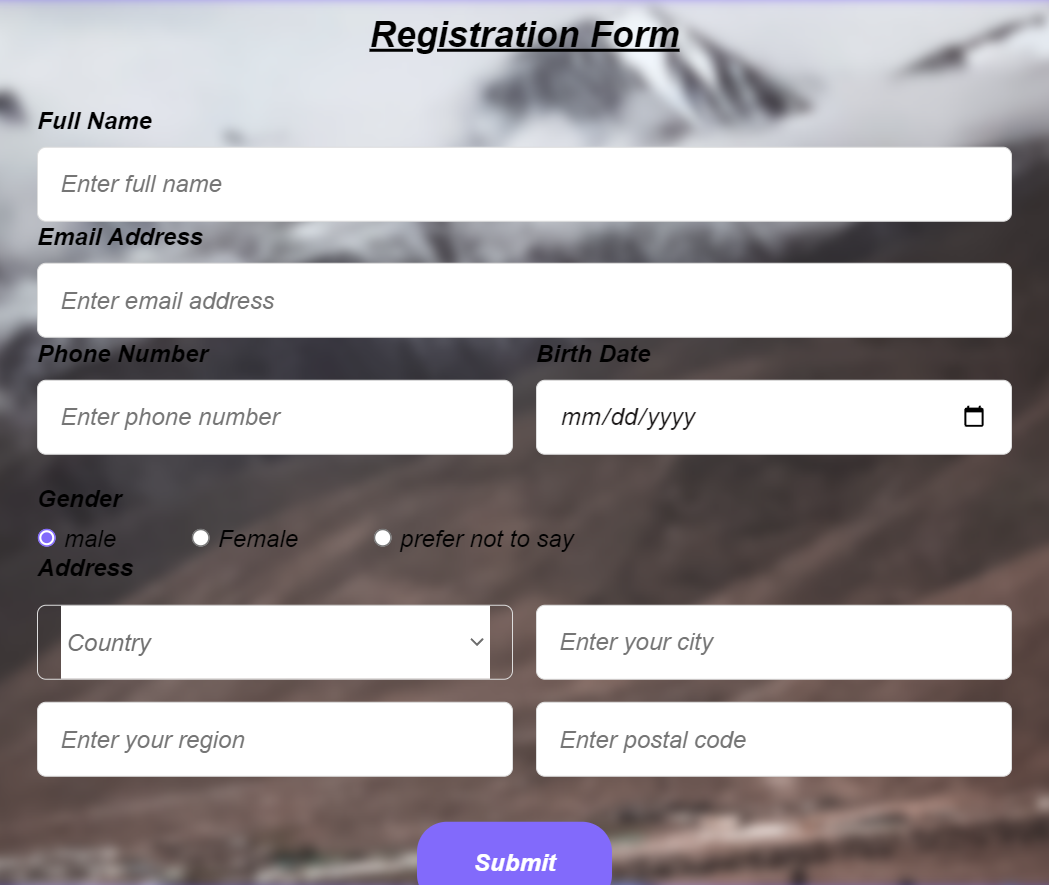 Registration Form
Full Name
Enter full name
Email Address
Enter email address
Phone Number Birth Date
Enter phone number mm/dd/yyyy
Gender
male Female prefer not to say
Address
Country Enter your city
Enter your region Enter postal code
Submit